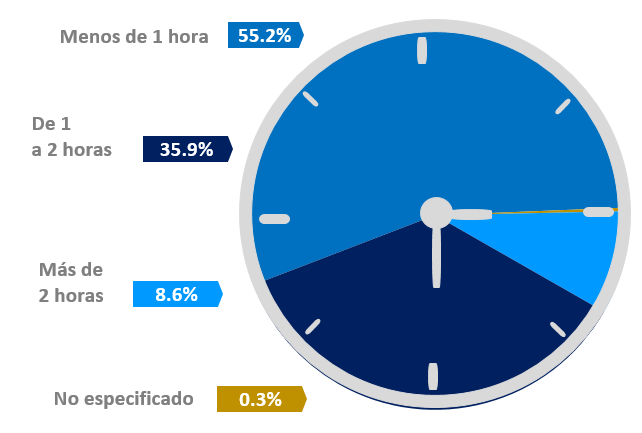 Menos de 1 hora 55.2%
De 1
a 2 horas 35.9%
Más de
2 horas 8.6%
No especificado 0.3%